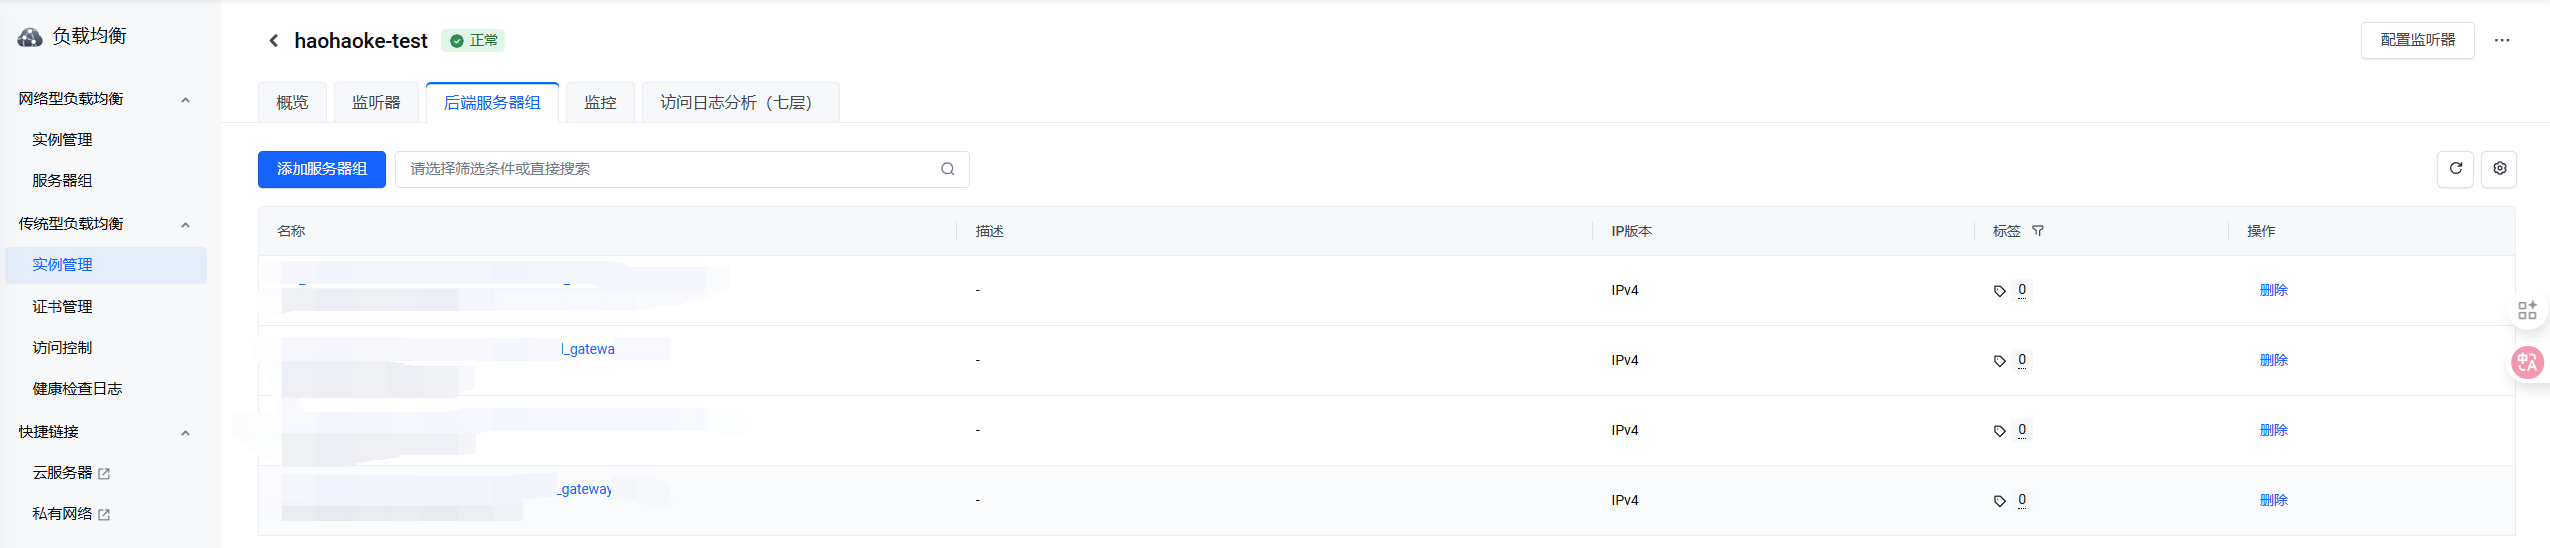 负载均衡
网络型负载均衡
实例管理
服务器组
传统型负载均衡
实例管理
证书管理
访问控制
健康检查日志
快捷链接
云服务器
私有网络
haohaoke-test 正常
配置监听器
概览 监听器 后端服务器组 监控 访问日志分析（七层）
添加服务器组 请选择筛选条件或直接搜索
名称 描述 IP版本 标签 操作
- IPv4 0 删除
_gatewa
- IPv4 0 删除
- IPv4 0 删除
_gateway
- IPv4 0 删除
中A